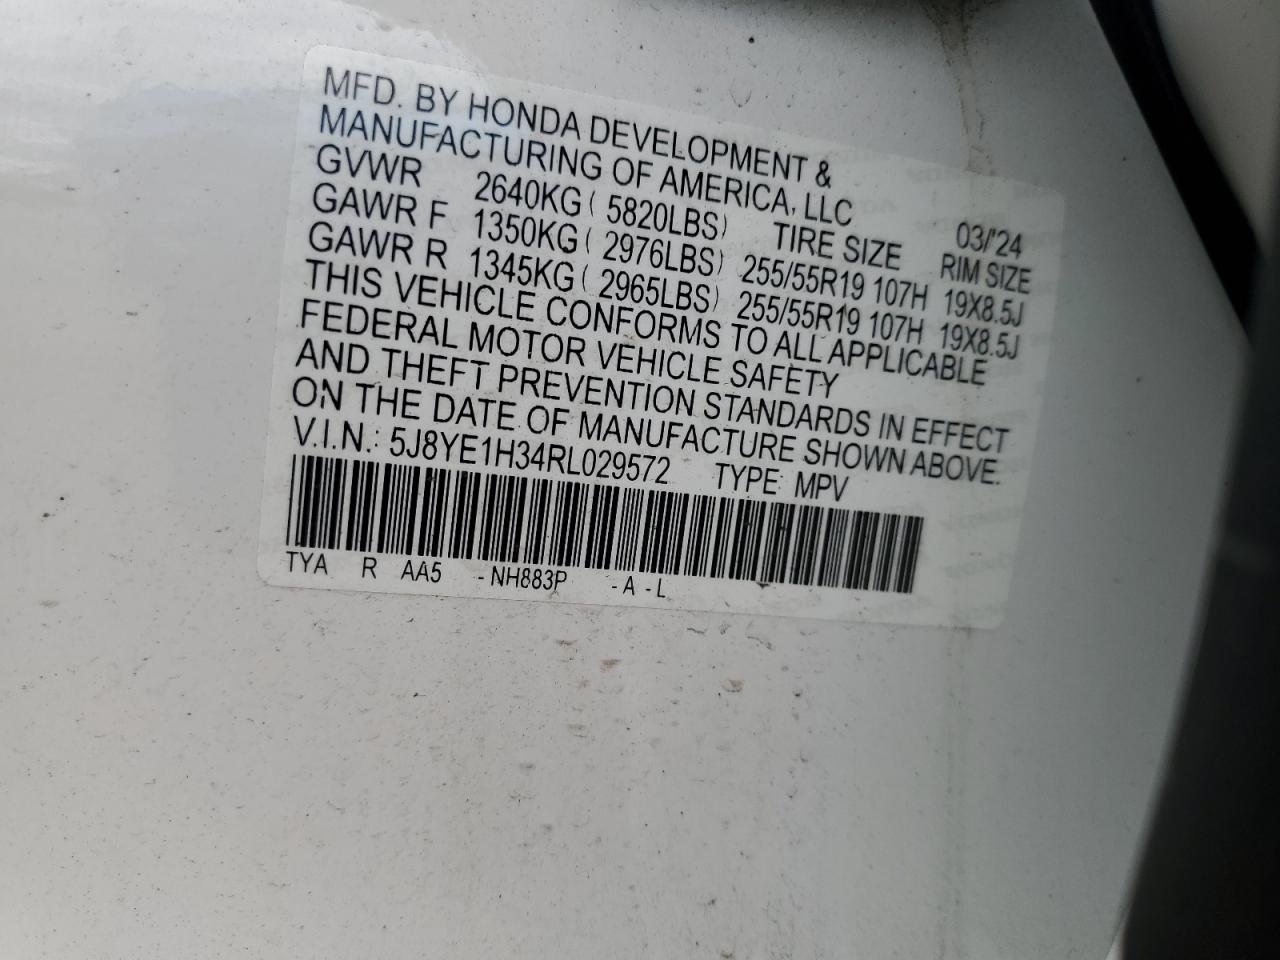 MFD. BY HONDA DEVELOPMENT &
MANUFACTURING OF AMERICA, LLC 03/'24
GVWR 2640KG ( 5820LBS) TIRE SIZE RIM SIZE
GAWR F 1350KG ( 2976LBS) 255/55R19 107H 19X8.5J
GAWR R 1345KG ( 2965LBS) 255/55R19 107H 19X8.5J
THIS VEHICLE CONFORMS TO ALL APPLICABLE
FEDERAL MOTOR VEHICLE SAFETY
AND THEFT PREVENTION STANDARDS IN EFFECT
ON THE DATE OF MANUFACTURE SHOWN ABOVE.
V.I.N.: 5J8YE1H34RL029572 TYPE: MPV
TYA R AA5 -NH883P -A -L